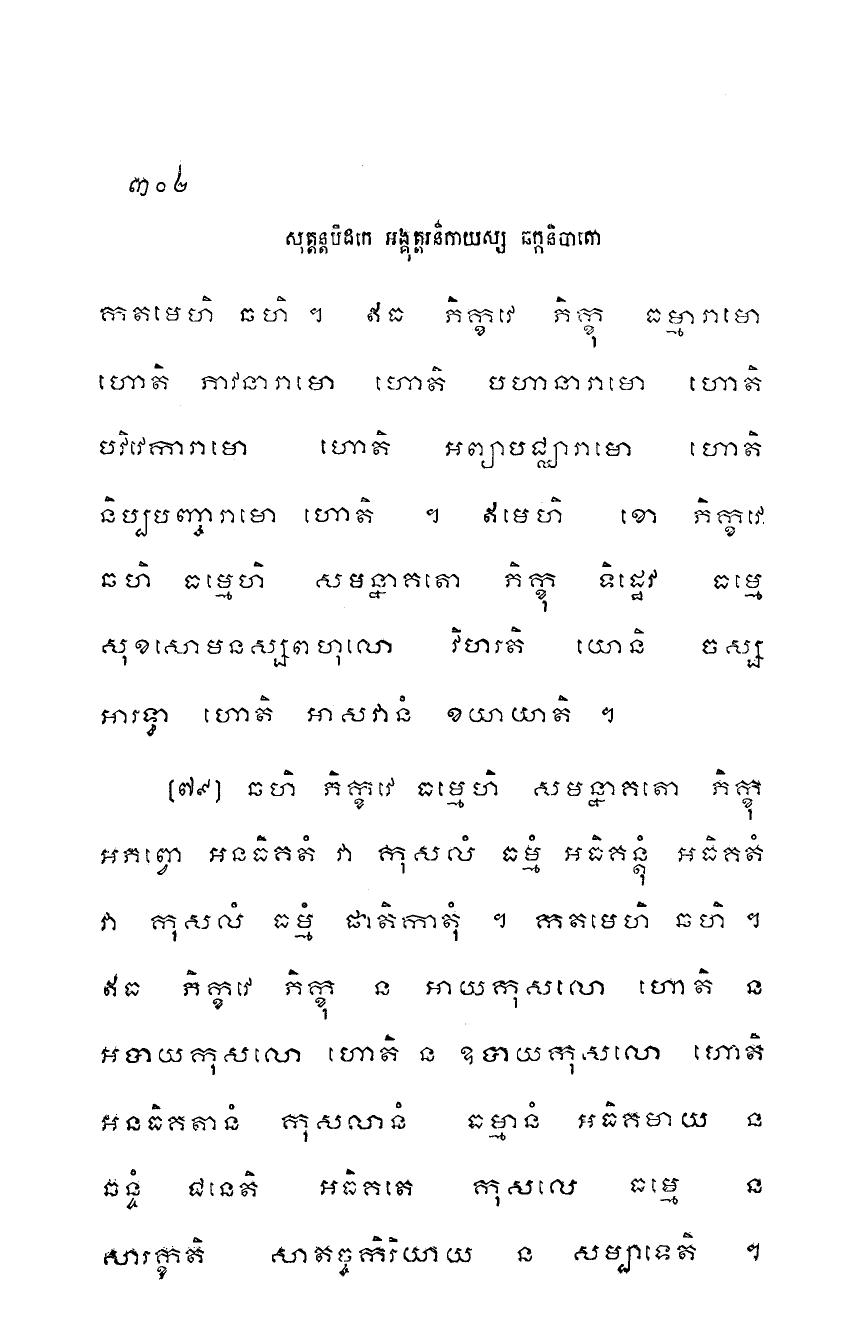 ៣០៤
សុត្តន្តបិដកេ អង្គុត្តរនិកាយស្ស ឆក្កនិបាតោ
កតមេហិ ឆហិ ។ ឥធ ភិក្ខវេ ភិក្ខុ ធម្មារាមោ
ហោតិ ភាវនារាមោ ហោតិ បហានារាមោ ហោតិ
បវិវេការាមោ ហោតិ អព្យាបជ្ឈារាមោ ហោតិ
និប្បបញ្ចារាមោ ហោតិ ។ ឥមេហិ ខោ ភិក្ខវេ
ឆហិ ធម្មេហិ សមន្នាគតោ ភិក្ខុ ទិដ្ឋេវ ធម្មេ
សុខសោមនស្សពហុលោ វិហរតិ យោនិ ចស្ស
អារទ្ធា ហោតិ អាសវានំ ខយាយាតិ ។
[៧៩] ឆហិ ភិក្ខវេ ធម្មេហិ សមន្នាគតោ ភិក្ខុ
អភព្វោ អនធិគតំ វា កុសលំ ធម្មំ អធិគន្តុំ អធិគតំ
វា កុសលំ ធម្មំ ផាតិកាតុំ ។ កតមេហិ ឆហិ ។
ឥធ ភិក្ខវេ ភិក្ខុ ន អាយកុសលោ ហោតិ ន
អបាយកុសលោ ហោតិ ន ឧបាយកុសលោ ហោតិ
អនធិគតានំ កុសលានំ ធម្មានំ អធិគមាយ ន
ឆន្ទំ ជនេតិ អធិគតេ កុសលេ ធម្មេ ន
សារក្ខតិ សាតច្ចកិរិយាយ ន សម្បាទេតិ ។